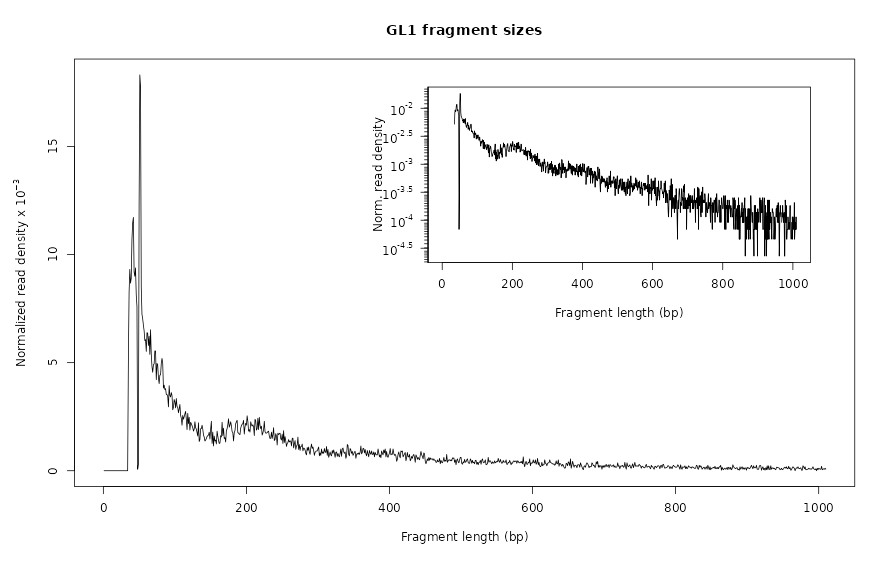 GL1 fragment sizes
Normalized read density x 10⁻³
15
10
5
0
0 200 400 600 800 1000
Fragment length (bp)
Norm. read density
10⁻²
10⁻²·⁵
10⁻³
10⁻³·⁵
10⁻⁴
10⁻⁴·⁵
0 200 400 600 800 1000
Fragment length (bp)